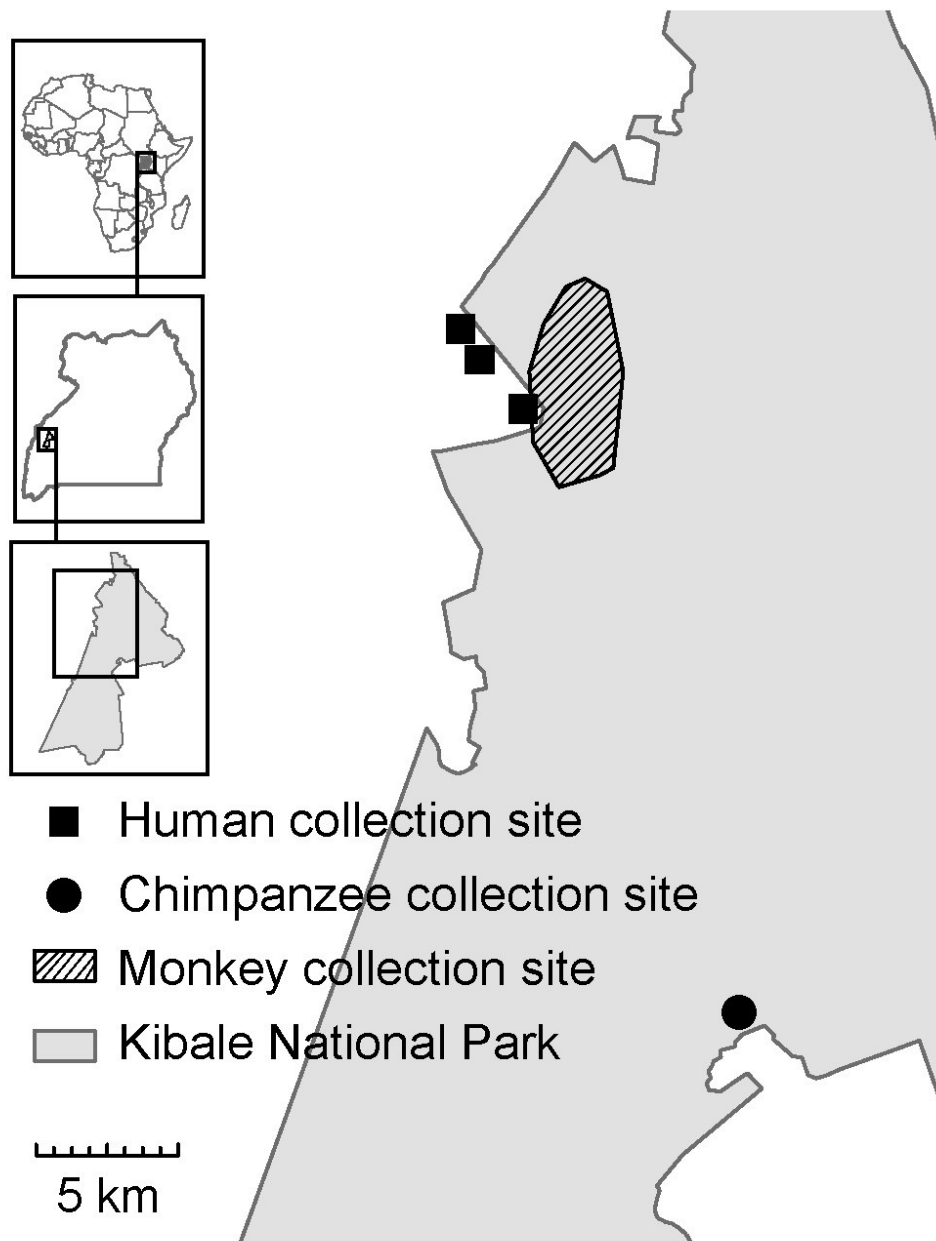 Human collection site
Chimpanzee collection site
Monkey collection site
Kibale National Park
5 km